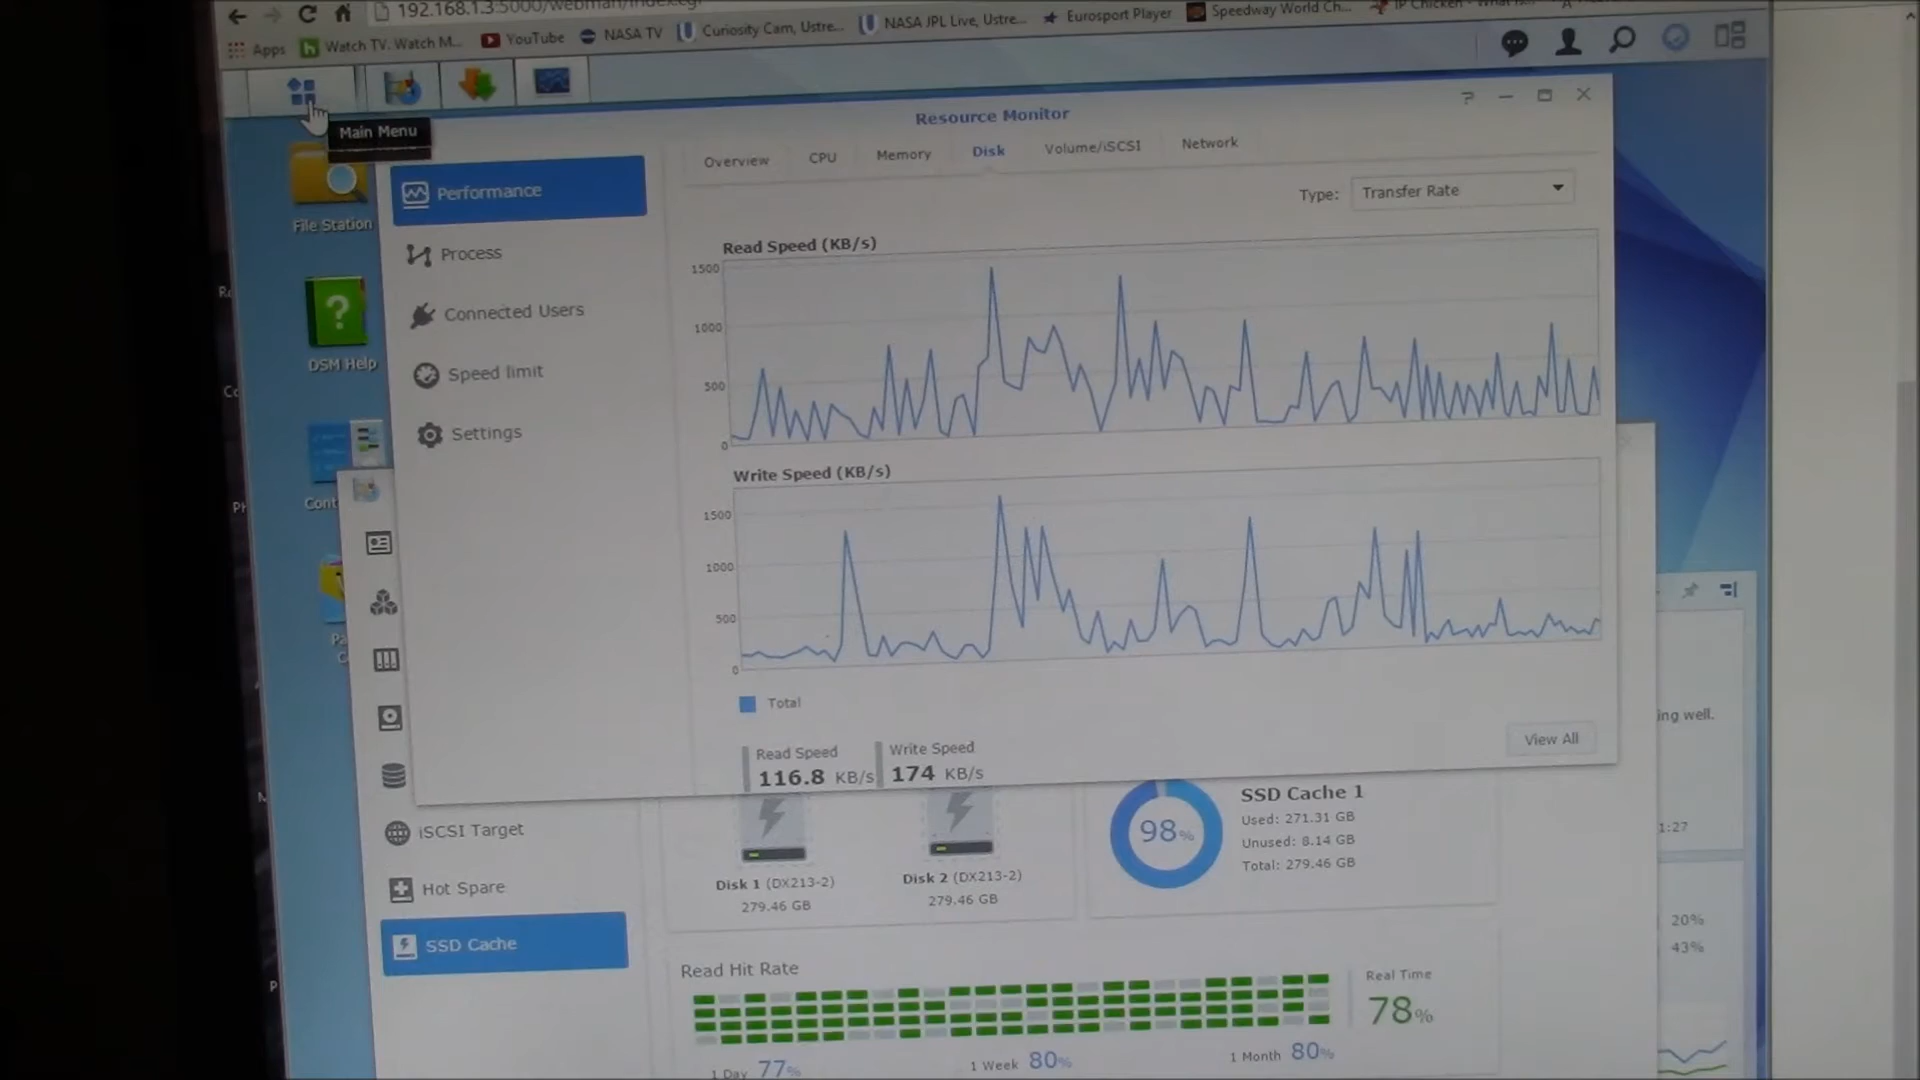 192.168.1.3:5000/webman/index.cgi
Apps Watch TV. Watch M... YouTube NASA TV Curiosity Cam, Ustre... NASA JPL Live, Ustre... Eurosport Player Speedway World Ch...
Main Menu
Resource Monitor
Overview CPU Memory Disk Volume/iSCSI Network
Type: Transfer Rate
File Station
DSM Help
Cont
Performance
Process
Connected Users
Speed limit
Settings
Read Speed (KB/s)
1500
1000
500
0
Write Speed (KB/s)
1500
1000
500
0
Total
Read Speed Write Speed
116.8 KB/s 174 KB/s
View All
ing well.
1:27
20%
43%
iSCSI Target
Hot Spare
SSD Cache
Disk 1 (DX213-2)
279.46 GB
Disk 2 (DX213-2)
279.46 GB
98%
SSD Cache 1
Used: 271.31 GB
Unused: 8.14 GB
Total: 279.46 GB
Read Hit Rate
Real Time
78%
1 Day 77% 1 Week 80% 1 Month 80%